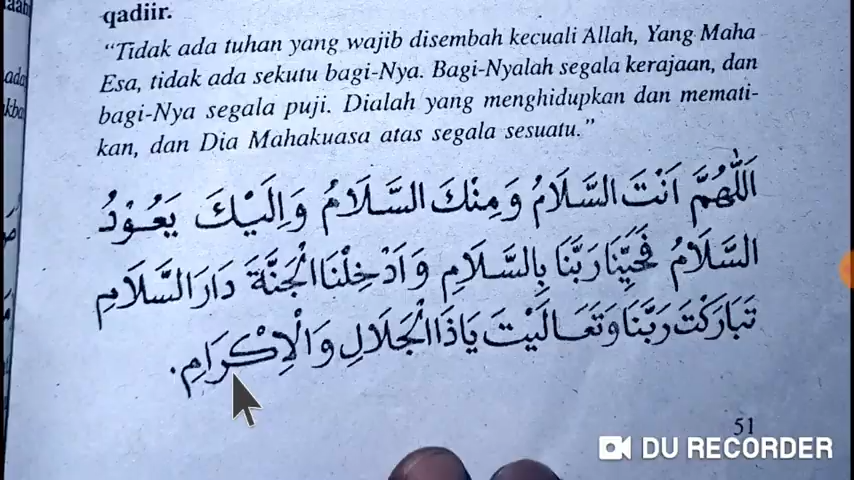 qadiir.
“Tidak ada tuhan yang wajib disembah kecuali Allah, Yang Maha
Esa, tidak ada sekutu bagi-Nya. Bagi-Nyalah segala kerajaan, dan
bagi-Nya segala puji. Dialah yang menghidupkan dan memati-
kan, dan Dia Mahakuasa atas segala sesuatu.”
اَللّٰهُمَّ اَنْتَ السَّلَامُ وَمِنْكَ السَّلَامُ وَاِلَيْكَ يَعُوْدُ
السَّلَامُ فَحَيِّنَا رَبَّنَا بِالسَّلَامِ وَاَدْخِلْنَا الْجَنَّةَ دَارَ السَّلَامِ
تَبَارَكْتَ رَبَّنَا وَتَعَالَيْتَ يَاذَا الْجَلَالِ وَالْاِكْرَامِ.
51
DU RECORDER